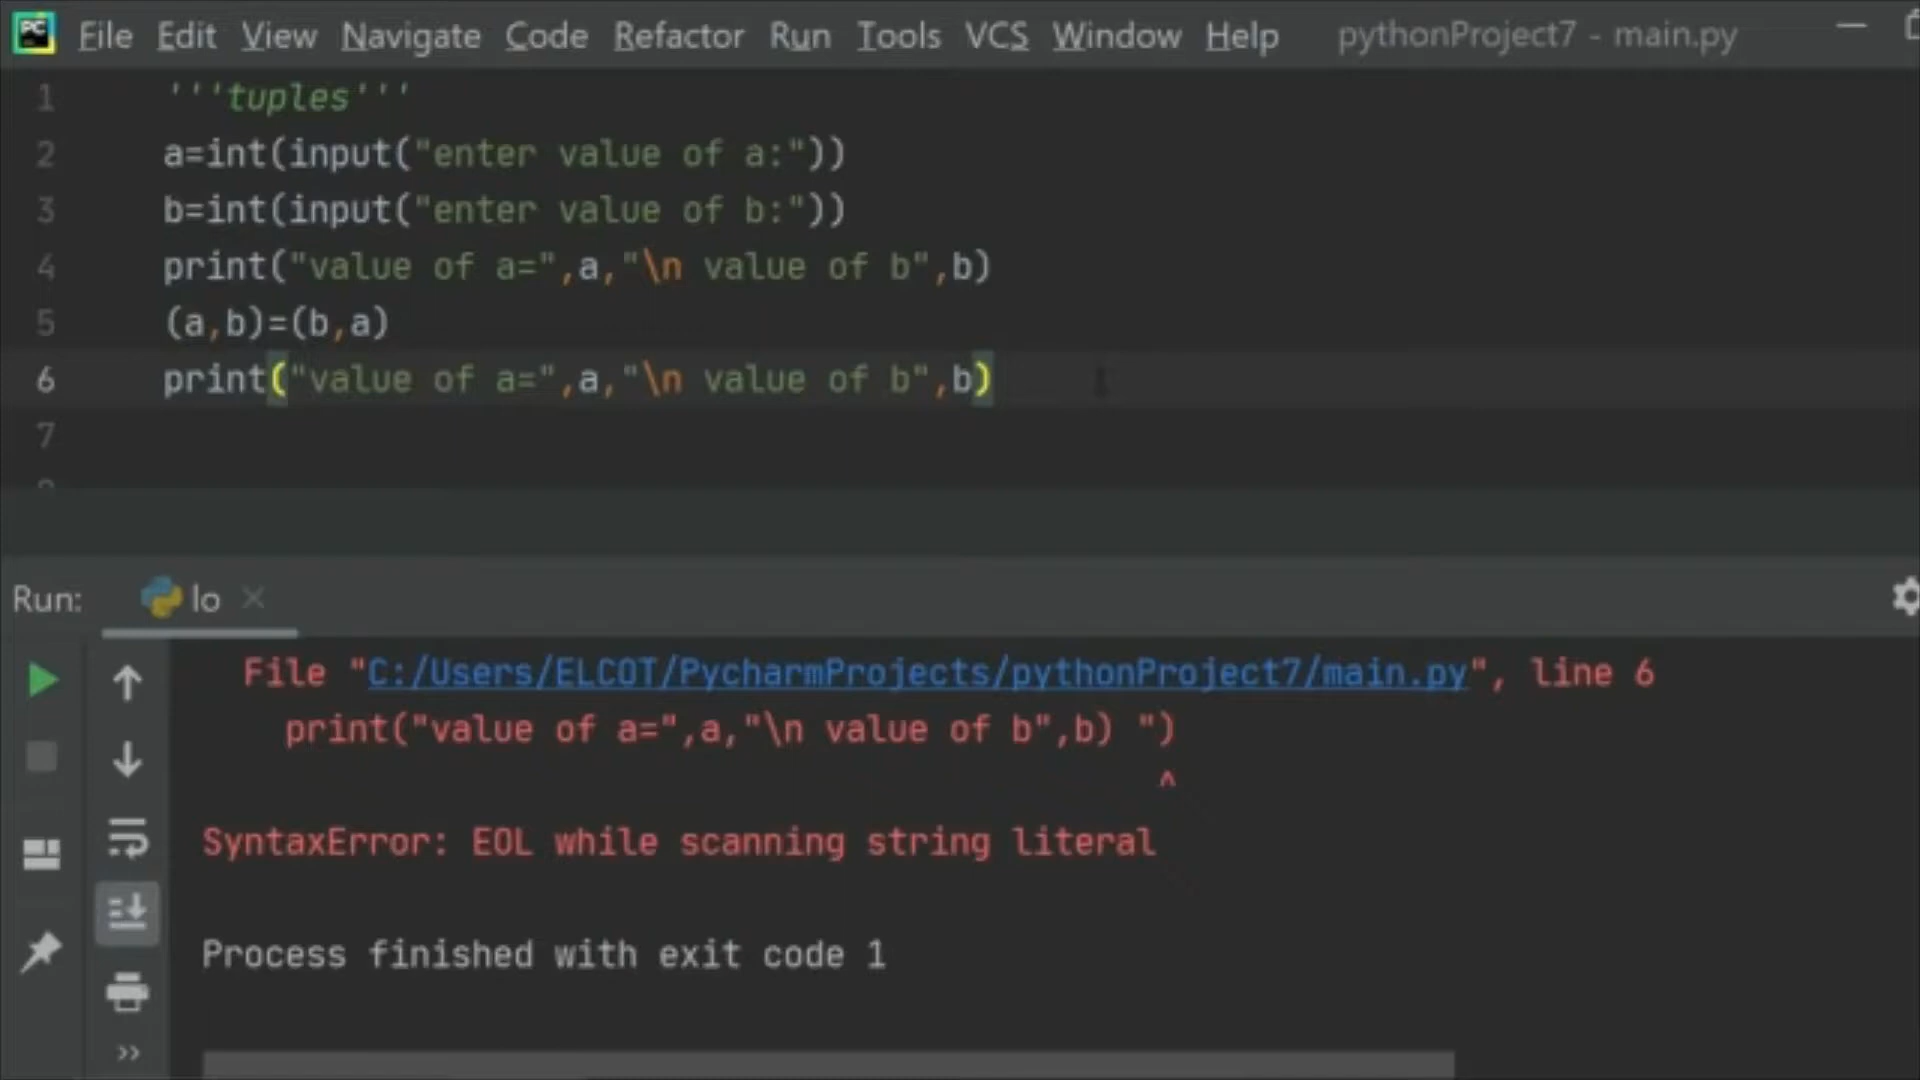 PC File Edit View Navigate Code Refactor Run Tools VCS Window Help pythonProject7 - main.py
1 '''tuples'''
2 a=int(input("enter value of a:"))
3 b=int(input("enter value of b:"))
4 print("value of a=",a,"\n value of b",b)
5 (a,b)=(b,a)
6 print("value of a=",a,"\n value of b",b)
7
Run: lo
File "C:/Users/ELCOT/PycharmProjects/pythonProject7/main.py", line 6
print("value of a=",a,"\n value of b",b) ")
^
SyntaxError: EOL while scanning string literal
Process finished with exit code 1